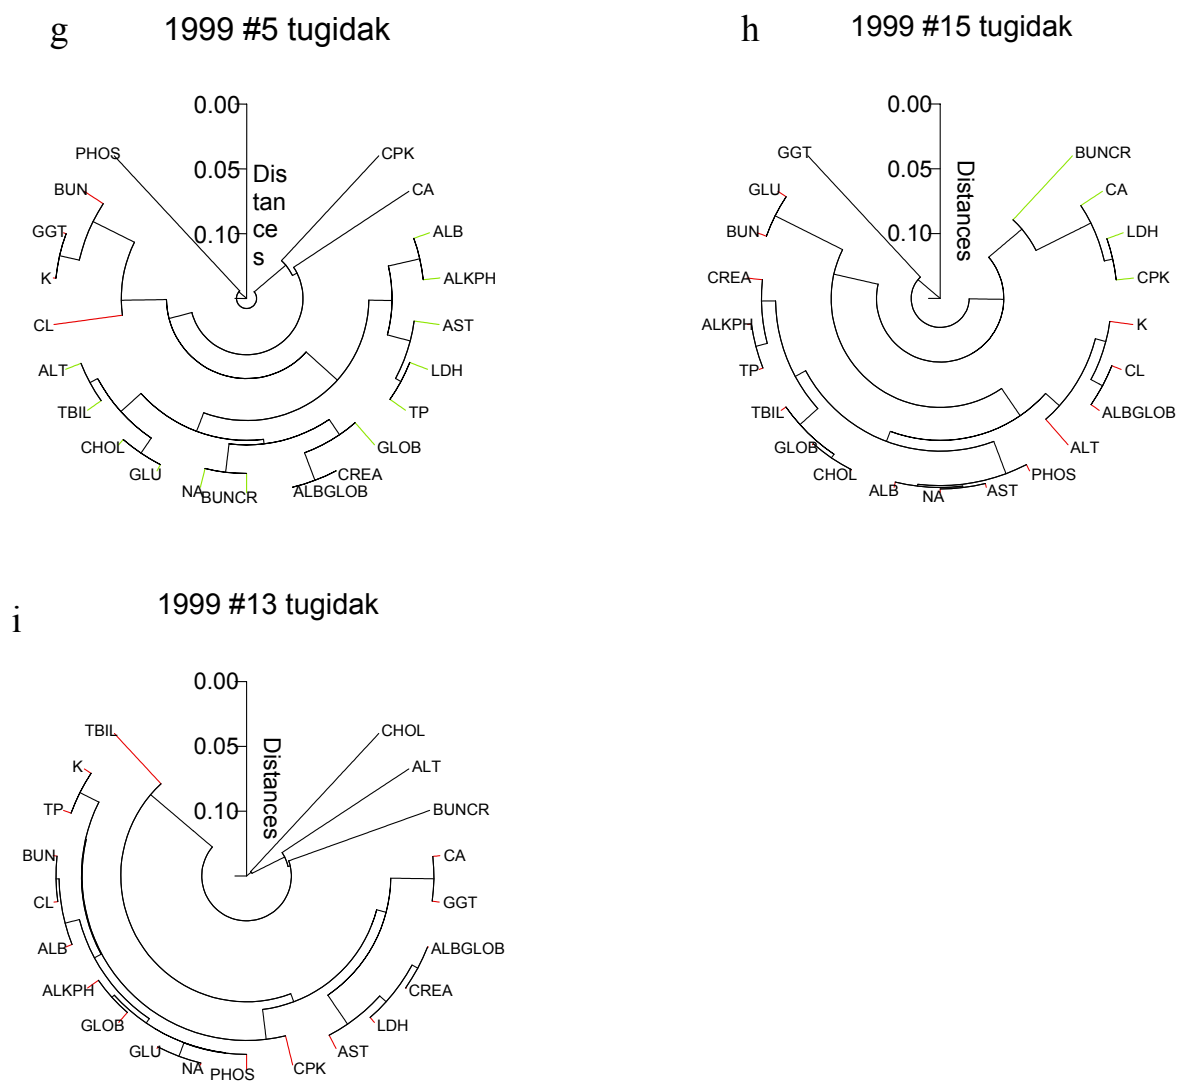 g
1999 #5 tugidak
h
1999 #15 tugidak
0.00
0.05
0.10
Dis
tan
ce
s
PHOS
CPK
BUN
CA
GGT
ALB
K
ALKPH
CL
AST
ALT
LDH
TBIL
TP
CHOL
GLOB
GLU
CREA
NA
BUNCR
ALBGLOB
0.00
0.05
0.10
Distances
GGT
BUNCR
GLU
CA
BUN
LDH
CREA
CPK
ALKPH
K
TP
CL
TBIL
ALBGLOB
GLOB
ALT
CHOL
PHOS
ALB
NA
AST
i
1999 #13 tugidak
0.00
0.05
0.10
Distances
TBIL
CHOL
K
ALT
TP
BUNCR
BUN
CA
CL
GGT
ALB
ALBGLOB
ALKPH
CREA
GLOB
LDH
GLU
AST
NA
PHOS
CPK